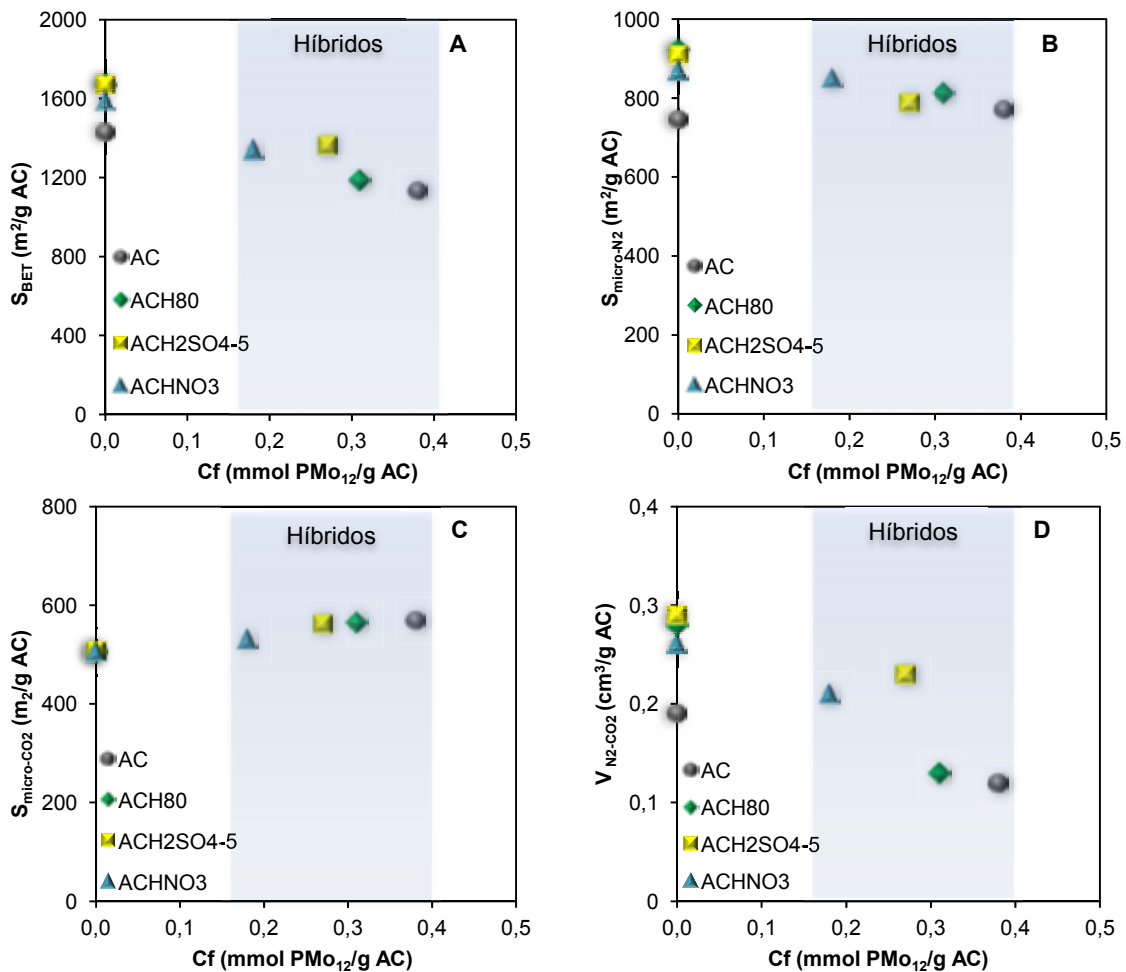 A
Híbridos
S_BET (m²/g AC)
2000
1600
1200
800
400
0
AC
ACH80
ACH2SO4-5
ACHNO3
0,0 0,1 0,2 0,3 0,4 0,5
Cf (mmol PMo₁₂/g AC)
B
Híbridos
S_micro-N2 (m²/g AC)
1000
800
600
400
200
0
AC
ACH80
ACH2SO4-5
ACHNO3
0,0 0,1 0,2 0,3 0,4 0,5
Cf (mmol PMo₁₂/g AC)
C
Híbridos
S_micro-CO2 (m₂/g AC)
800
600
400
200
0
AC
ACH80
ACH2SO4-5
ACHNO3
0,0 0,1 0,2 0,3 0,4 0,5
Cf (mmol PMo₁₂/g AC)
D
Híbridos
V_N2-CO2 (cm³/g AC)
0,4
0,3
0,2
0,1
0
AC
ACH80
ACH2SO4-5
ACHNO3
0,0 0,1 0,2 0,3 0,4 0,5
Cf (mmol PMo₁₂/g AC)